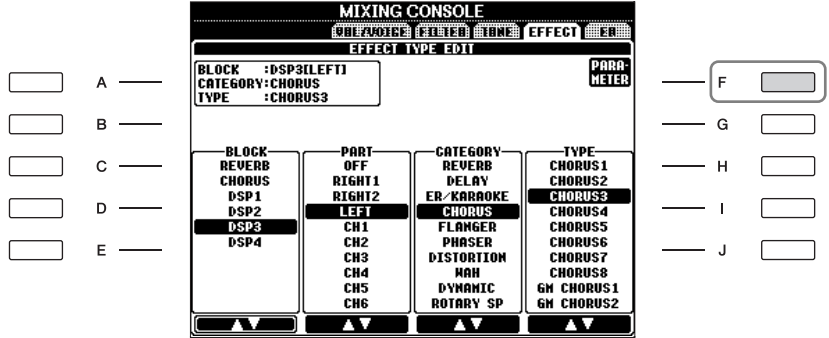 MIXING CONSOLE
VOL/VOICE FILTER TUNE EFFECT EQ
EFFECT TYPE EDIT
BLOCK :DSP3[LEFT]
CATEGORY:CHORUS
TYPE :CHORUS3
PARA-
METER
A
B
C
D
E
F
G
H
I
J
BLOCK
REVERB
CHORUS
DSP1
DSP2
DSP3
DSP4
PART
OFF
RIGHT1
RIGHT2
LEFT
CH1
CH2
CH3
CH4
CH5
CH6
CATEGORY
REVERB
DELAY
ER/KARAOKE
CHORUS
FLANGER
PHASER
DISTORTION
WAH
DYNAMIC
ROTARY SP
TYPE
CHORUS1
CHORUS2
CHORUS3
CHORUS4
CHORUS5
CHORUS6
CHORUS7
CHORUS8
GM CHORUS1
GM CHORUS2